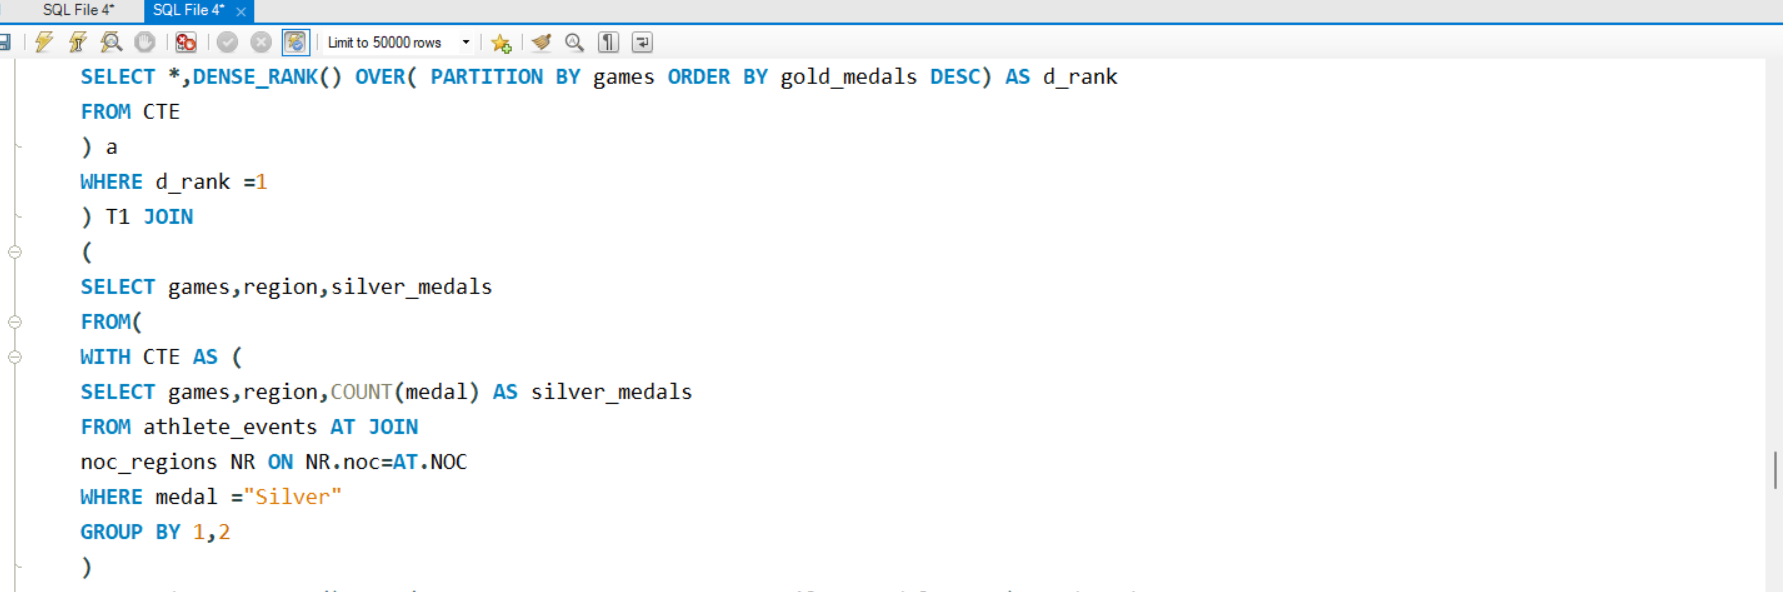 SQL File 4* SQL File 4*
Limit to 50000 rows
SELECT *,DENSE_RANK() OVER( PARTITION BY games ORDER BY gold_medals DESC) AS d_rank
FROM CTE
) a
WHERE d_rank =1
) T1 JOIN
(
SELECT games,region,silver_medals
FROM(
WITH CTE AS (
SELECT games,region,COUNT(medal) AS silver_medals
FROM athlete_events AT JOIN
noc_regions NR ON NR.noc=AT.NOC
WHERE medal ="Silver"
GROUP BY 1,2
)